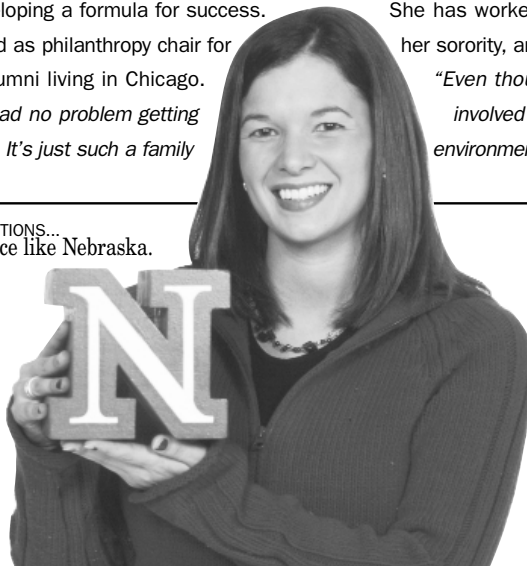 loping a formula for success.
d as philanthropy chair for
umni living in Chicago.
ad no problem getting
It's just such a family
She has worke
her sorority, an
“Even thou
involved
environme
TIONS...
ce like Nebraska.
N